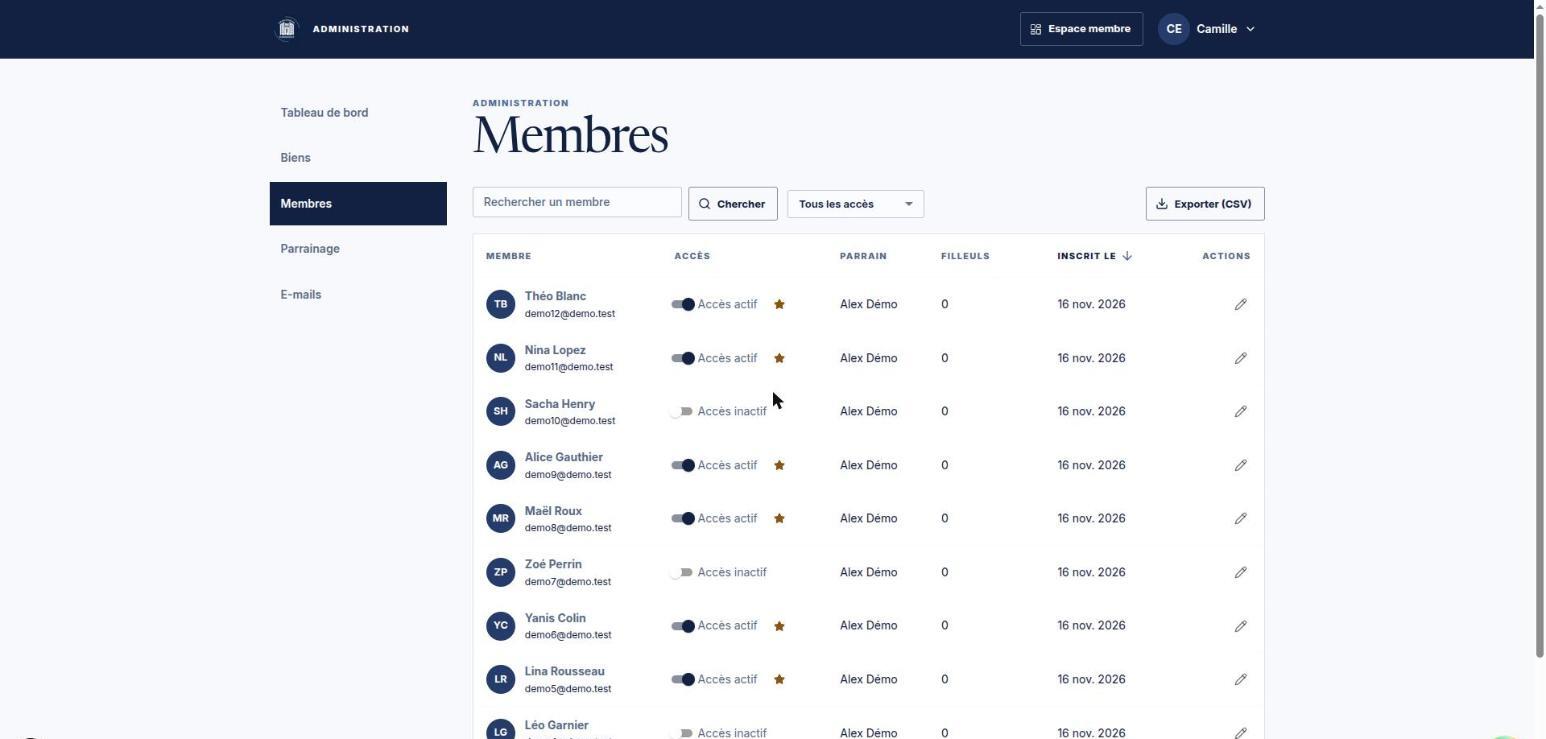 ADMINISTRATION
Espace membre
CE
Camille
Tableau de bord
Biens
Membres
Parrainage
E-mails
ADMINISTRATION
Membres
Rechercher un membre
Chercher
Tous les accès
Exporter (CSV)
MEMBRE ACCÈS PARRAIN FILLEULS INSCRIT LE ACTIONS
TB Théo Blanc Accès actif Alex Démo 0 16 nov. 2026
demo12@demo.test
NL Nina Lopez Accès actif Alex Démo 0 16 nov. 2026
demo11@demo.test
SH Sacha Henry Accès inactif Alex Démo 0 16 nov. 2026
demo10@demo.test
AG Alice Gauthier Accès actif Alex Démo 0 16 nov. 2026
demo9@demo.test
MR Maël Roux Accès actif Alex Démo 0 16 nov. 2026
demo8@demo.test
ZP Zoé Perrin Accès inactif Alex Démo 0 16 nov. 2026
demo7@demo.test
YC Yanis Colin Accès actif Alex Démo 0 16 nov. 2026
demo6@demo.test
LR Lina Rousseau Accès actif Alex Démo 0 16 nov. 2026
demo5@demo.test
LG Léo Garnier Accès inactif Alex Démo 0 16 nov. 2026